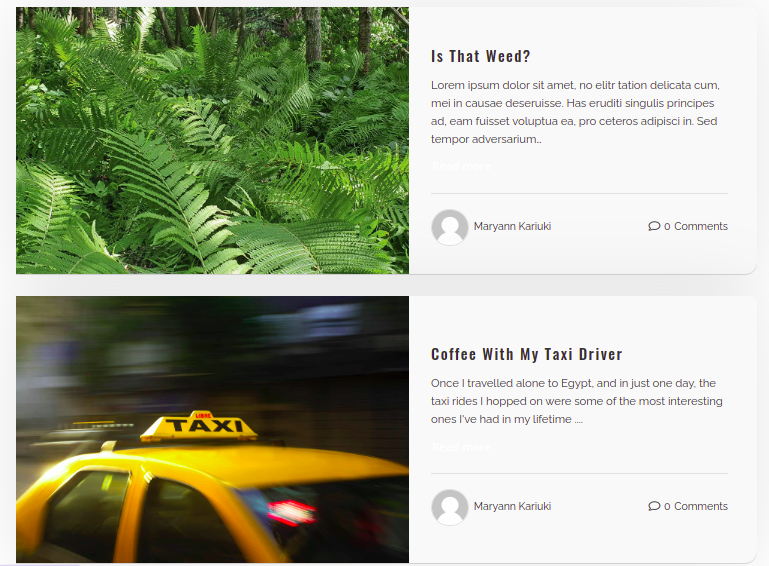 Is That Weed?
Lorem ipsum dolor sit amet, no elitr tation delicata cum,
mei in causae deseruisse. Has eruditi singulis principes
ad, eam fuisset voluptua ea, pro ceteros adipisci in. Sed
tempor adversarium...
Read more
Maryann Kariuki
0 Comments
LIBRE
TAXI
Coffee With My Taxi Driver
Once I travelled alone to Egypt, and in just one day, the
taxi rides I hopped on were some of the most interesting
ones I've had in my lifetime ....
Read more
Maryann Kariuki
0 Comments